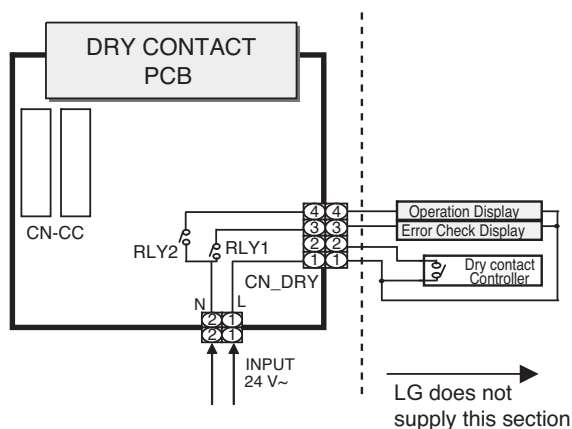 DRY CONTACT
PCB
CN-CC
RLY2
RLY1
4 4
3 3
2 2
1 1
CN_DRY
N
L
2 1
2 1
INPUT
24 V~
Operation Display
Error Check Display
Dry contact
Controller
LG does not
supply this section